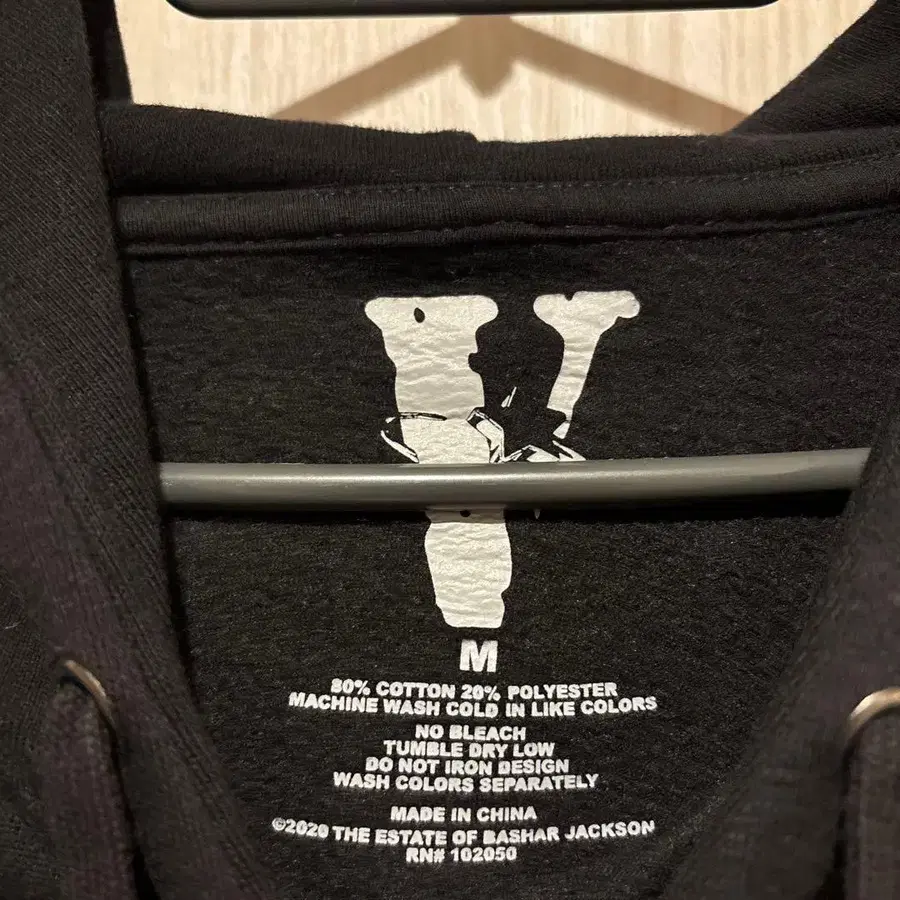 V
M
80% COTTON 20% POLYESTER
MACHINE WASH COLD IN LIKE COLORS
NO BLEACH
TUMBLE DRY LOW
DO NOT IRON DESIGN
WASH COLORS SEPARATELY
MADE IN CHINA
©2020 THE ESTATE OF BASHAR JACKSON
RN# 102050